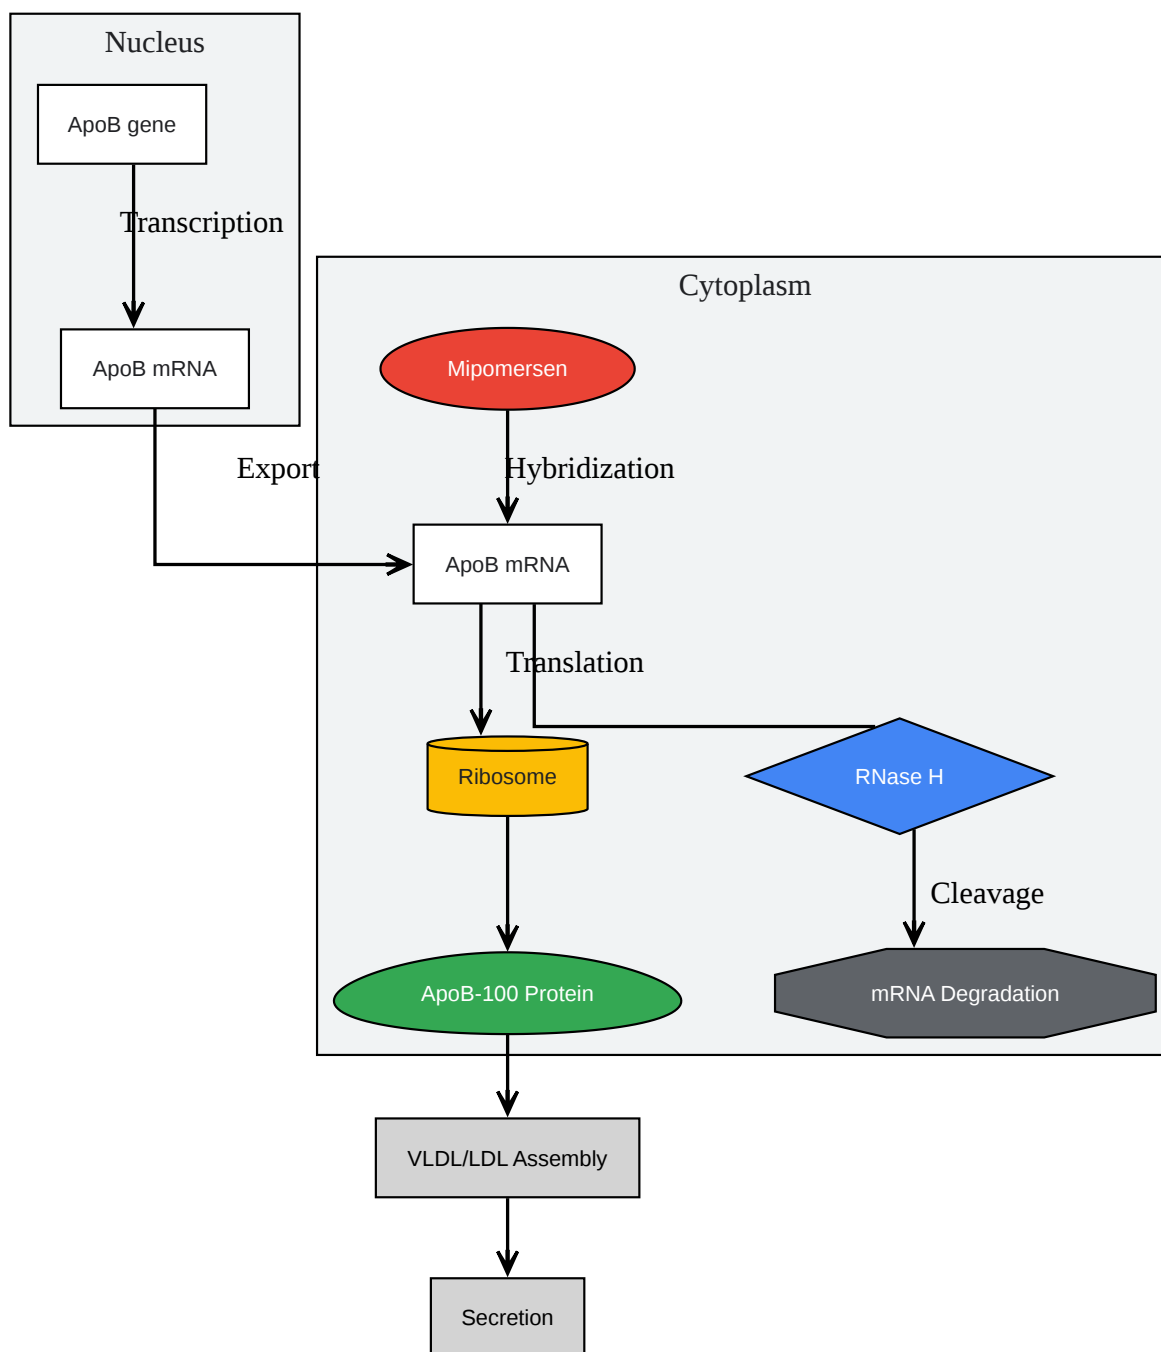 Nucleus
ApoB gene
Transcription
Cytoplasm
ApoB mRNA
Mipomersen
Export
Hybridization
ApoB mRNA
Translation
Ribosome
RNase H
Cleavage
ApoB-100 Protein
mRNA Degradation
VLDL/LDL Assembly
Secretion